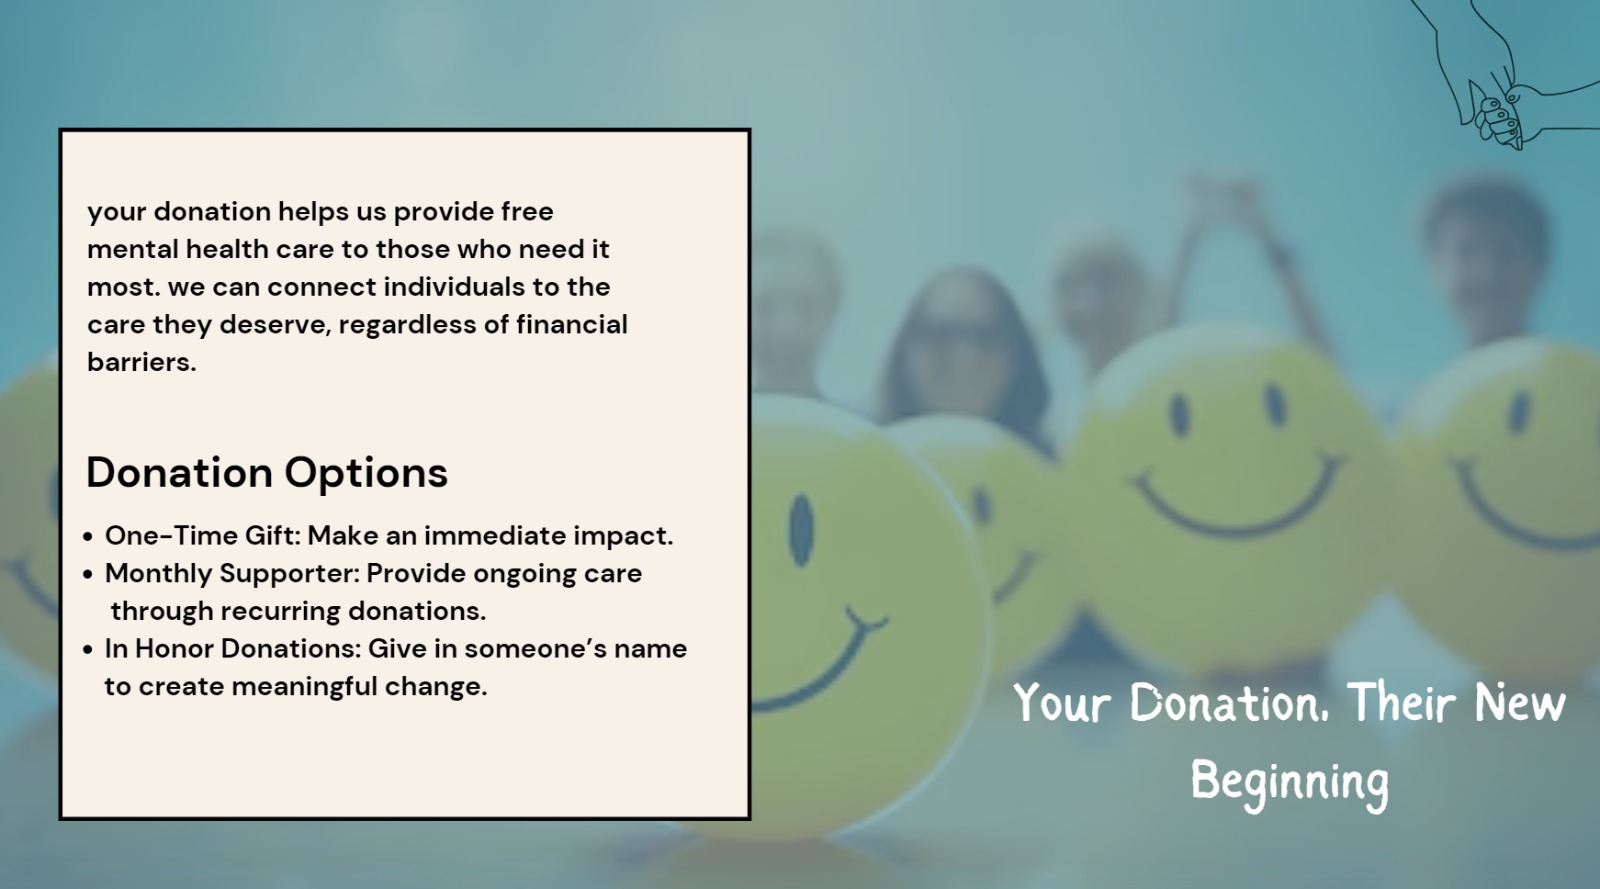 your donation helps us provide free
mental health care to those who need it
most. we can connect individuals to the
care they deserve, regardless of financial
barriers.
Donation Options
• One-Time Gift: Make an immediate impact.
• Monthly Supporter: Provide ongoing care
through recurring donations.
• In Honor Donations: Give in someone’s name
to create meaningful change.
Your Donation, Their New
Beginning